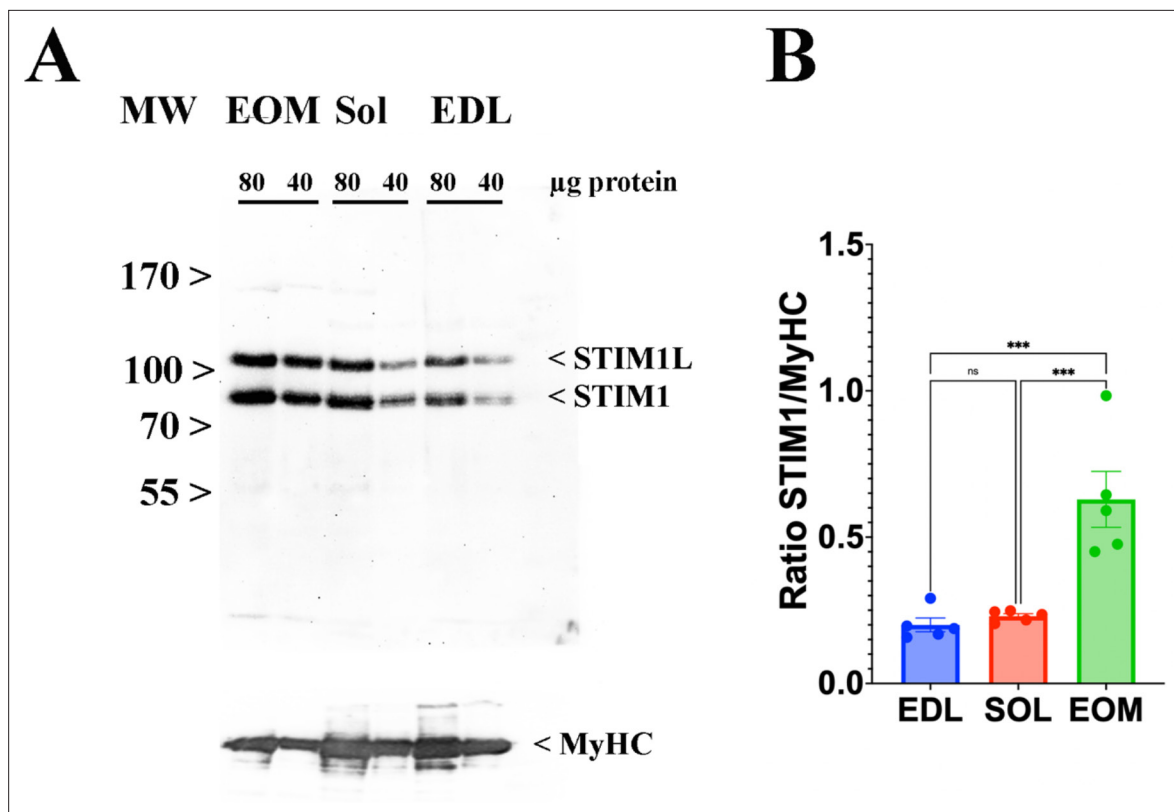 A
B
MW EOM Sol EDL
80 40 80 40 80 40 µg protein
170 >
100 >
70 >
55 >
< STIM1L
< STIM1
< MyHC
Ratio STIM1/MyHC
1.5
1.0
0.5
0.0
***
ns ***
EDL SOL EOM